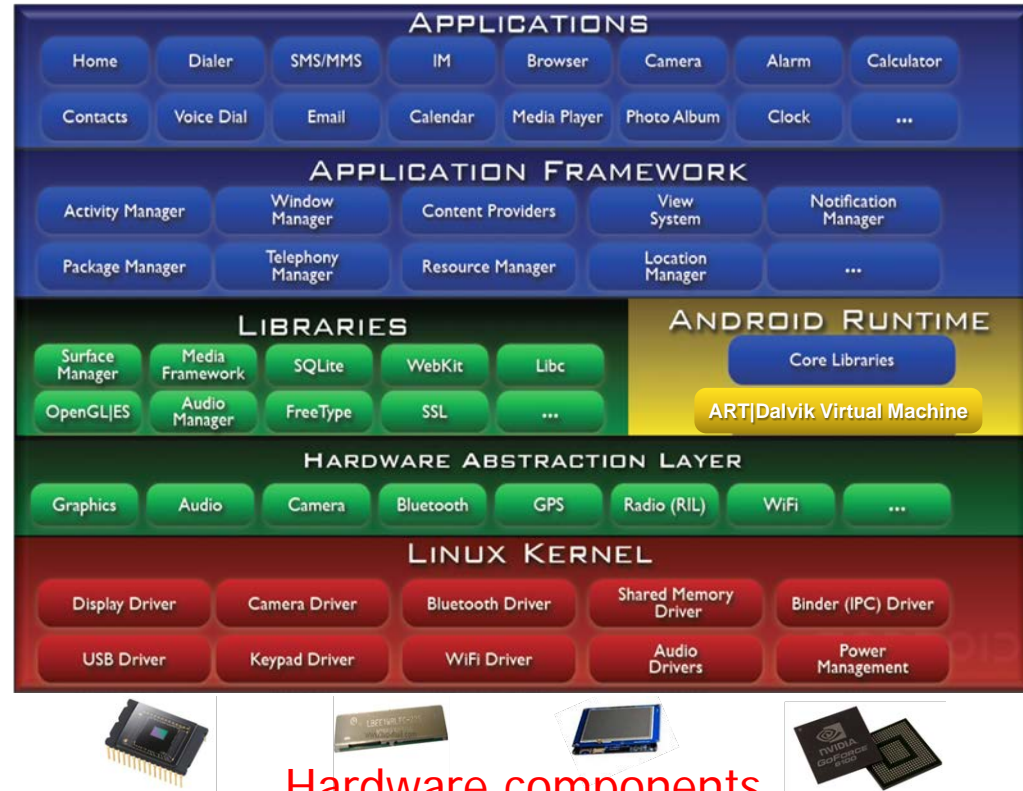 APPLICATIONS
Home Dialer SMS/MMS IM Browser Camera Alarm Calculator
Contacts Voice Dial Email Calendar Media Player Photo Album Clock ...
APPLICATION FRAMEWORK
Activity Manager Window Manager Content Providers View System Notification Manager
Package Manager Telephony Manager Resource Manager Location Manager ...
LIBRARIES
Surface Manager Media Framework SQLite WebKit Libc
OpenGL|ES Audio Manager FreeType SSL ...
ANDROID RUNTIME
Core Libraries
ART|Dalvik Virtual Machine
HARDWARE ABSTRACTION LAYER
Graphics Audio Camera Bluetooth GPS Radio (RIL) WiFi ...
LINUX KERNEL
Display Driver Camera Driver Bluetooth Driver Shared Memory Driver Binder (IPC) Driver
USB Driver Keypad Driver WiFi Driver Audio Drivers Power Management
NVIDIA
GOFORCE
Hardware components